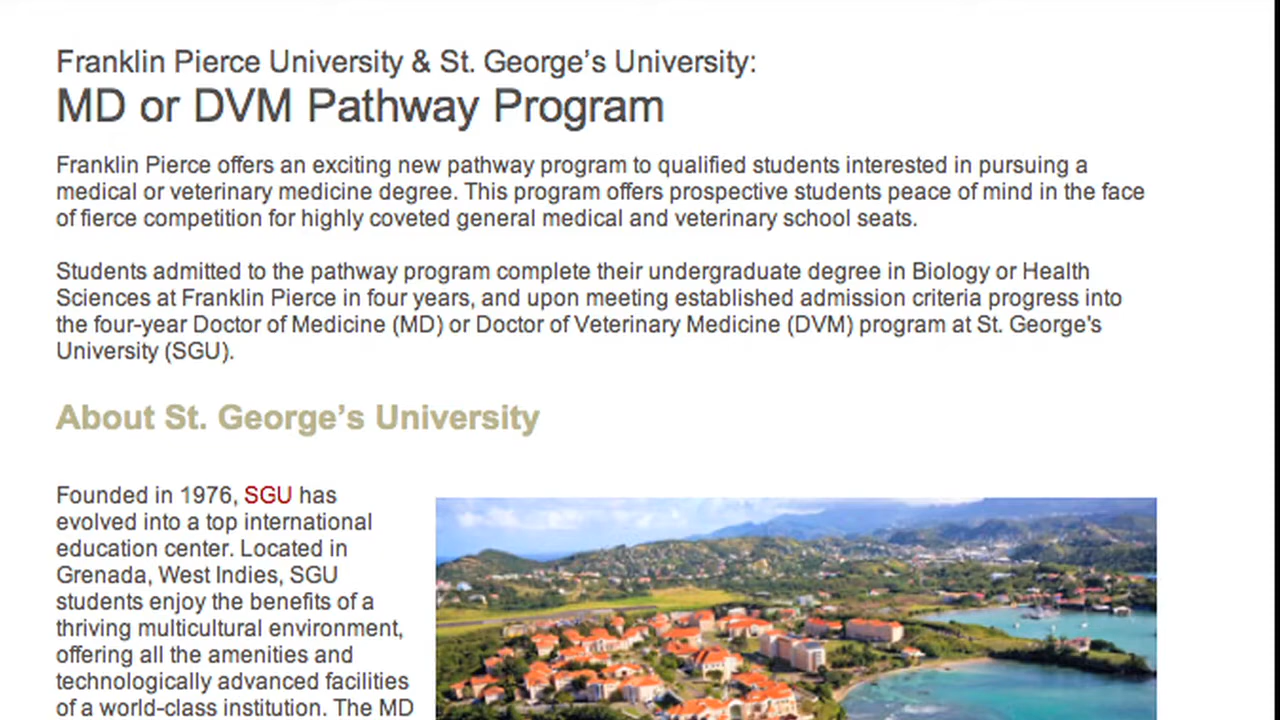 Franklin Pierce University & St. George’s University:
MD or DVM Pathway Program
Franklin Pierce offers an exciting new pathway program to qualified students interested in pursuing a
medical or veterinary medicine degree. This program offers prospective students peace of mind in the face
of fierce competition for highly coveted general medical and veterinary school seats.
Students admitted to the pathway program complete their undergraduate degree in Biology or Health
Sciences at Franklin Pierce in four years, and upon meeting established admission criteria progress into
the four-year Doctor of Medicine (MD) or Doctor of Veterinary Medicine (DVM) program at St. George's
University (SGU).
About St. George’s University
Founded in 1976, SGU has
evolved into a top international
education center. Located in
Grenada, West Indies, SGU
students enjoy the benefits of a
thriving multicultural environment,
offering all the amenities and
technologically advanced facilities
of a world-class institution. The MD